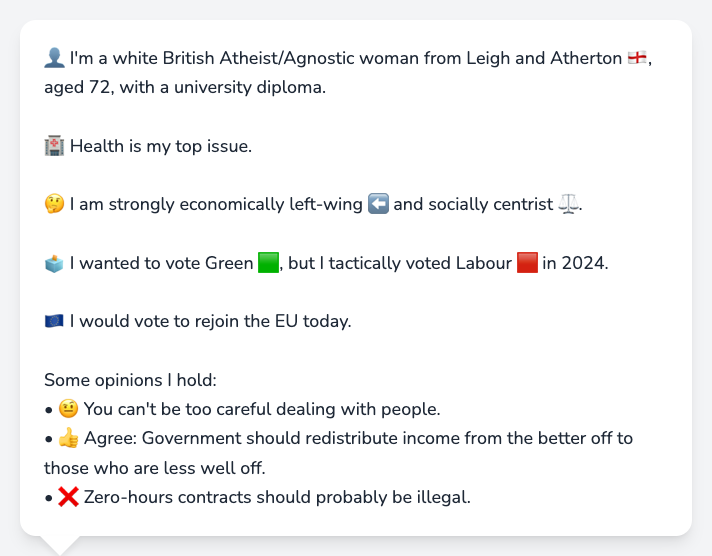 👤 I'm a white British Atheist/Agnostic woman from Leigh and Atherton 🏴󠁧󠁢󠁥󠁮󠁧󠁿,
aged 72, with a university diploma.
🏥 Health is my top issue.
🤔 I am strongly economically left-wing ⬅️ and socially centrist ⚖️.
🗳️ I wanted to vote Green 🟩, but I tactically voted Labour 🟥 in 2024.
🇪🇺 I would vote to rejoin the EU today.
Some opinions I hold:
• 🤨 You can't be too careful dealing with people.
• 👍 Agree: Government should redistribute income from the better off to
those who are less well off.
• ❌ Zero-hours contracts should probably be illegal.